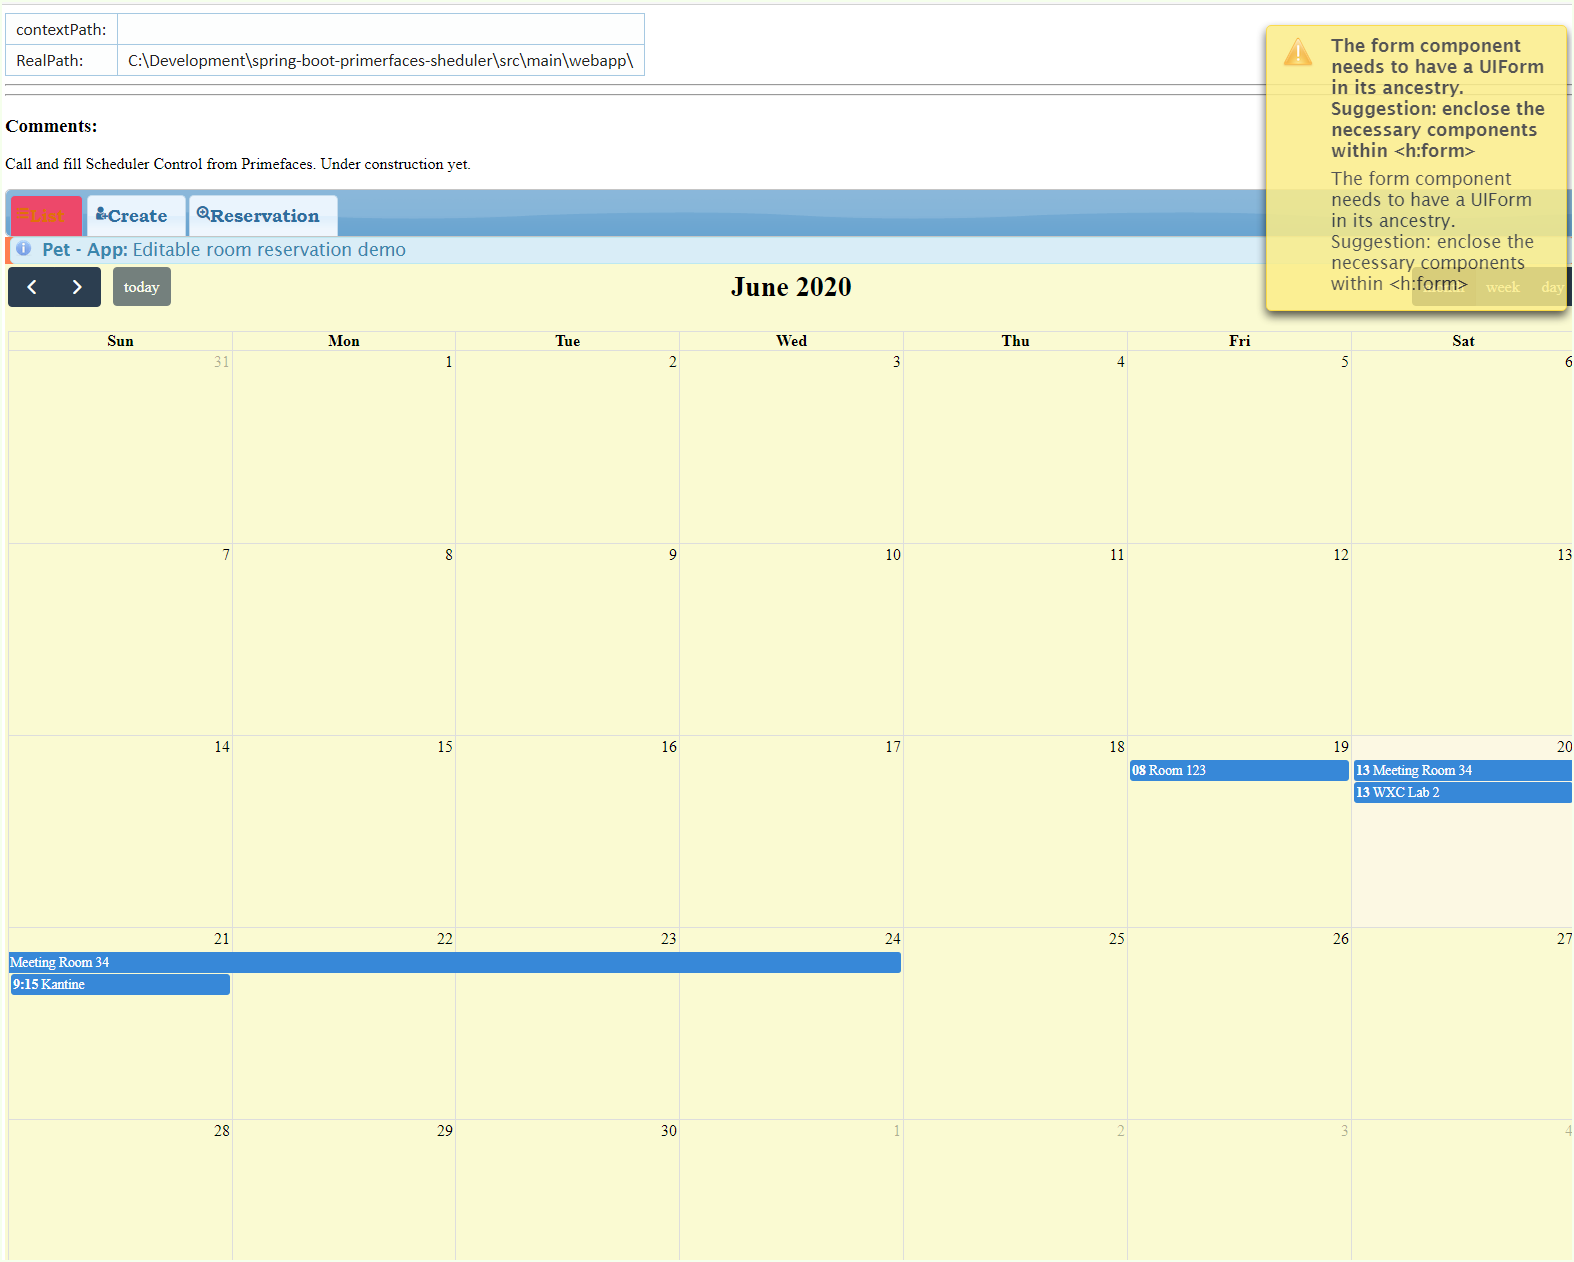 contextPath:
RealPath: C:\Development\spring-boot-primerfaces-sheduler\src\main\webapp\
The form component
needs to have a UIForm
in its ancestry.
Suggestion: enclose the
necessary components
within <h:form>
The form component
needs to have a UIForm
in its ancestry.
Suggestion: enclose the
necessary components
within <h:form>
Comments:
Call and fill Scheduler Control from Primefaces. Under construction yet.
List Create Reservation
Pet - App: Editable room reservation demo
today June 2020 week day
Sun Mon Tue Wed Thu Fri Sat
31 1 2 3 4 5 6
7 8 9 10 11 12 13
14 15 16 17 18 19 20
08 Room 123 13 Meeting Room 34
13 WXC Lab 2
21 22 23 24 25 26 27
Meeting Room 34
9:15 Kantine
28 29 30 1 2 3 4